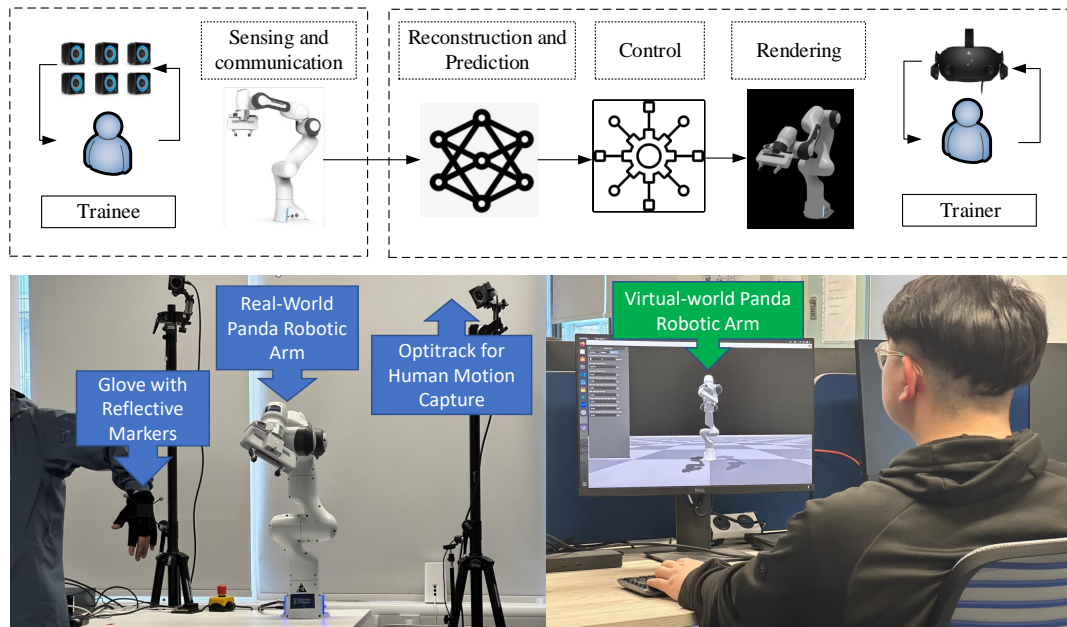 Sensing and
communication
Reconstruction and
Prediction
Control
Rendering
Trainee
Trainer
Real-World
Panda Robotic
Arm
Optitrack for
Human Motion
Capture
Glove with
Reflective
Markers
Virtual-world Panda
Robotic Arm
DELL